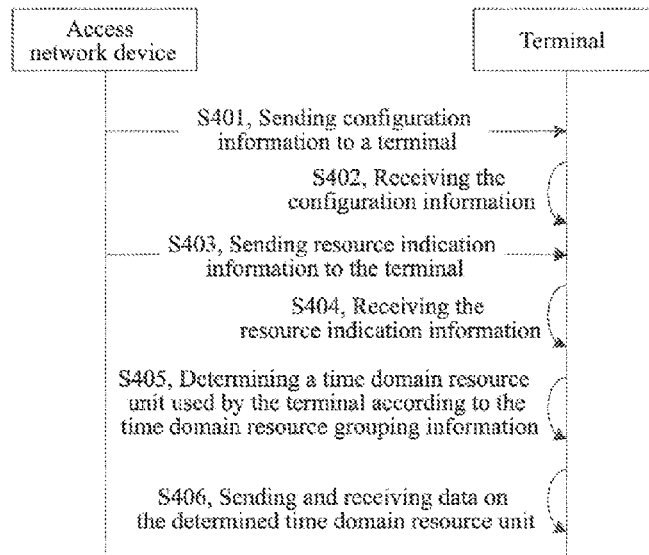 Access
network device
Terminal
S401, Sending configuration
information to a terminal
S402, Receiving the
configuration information
S403, Sending resource indication
information to the terminal
S404, Receiving the
resource indication information
S405, Determining a time domain resource
unit used by the terminal according to the
time domain resource grouping information
S406, Sending and receiving data on
the determined time domain resource unit